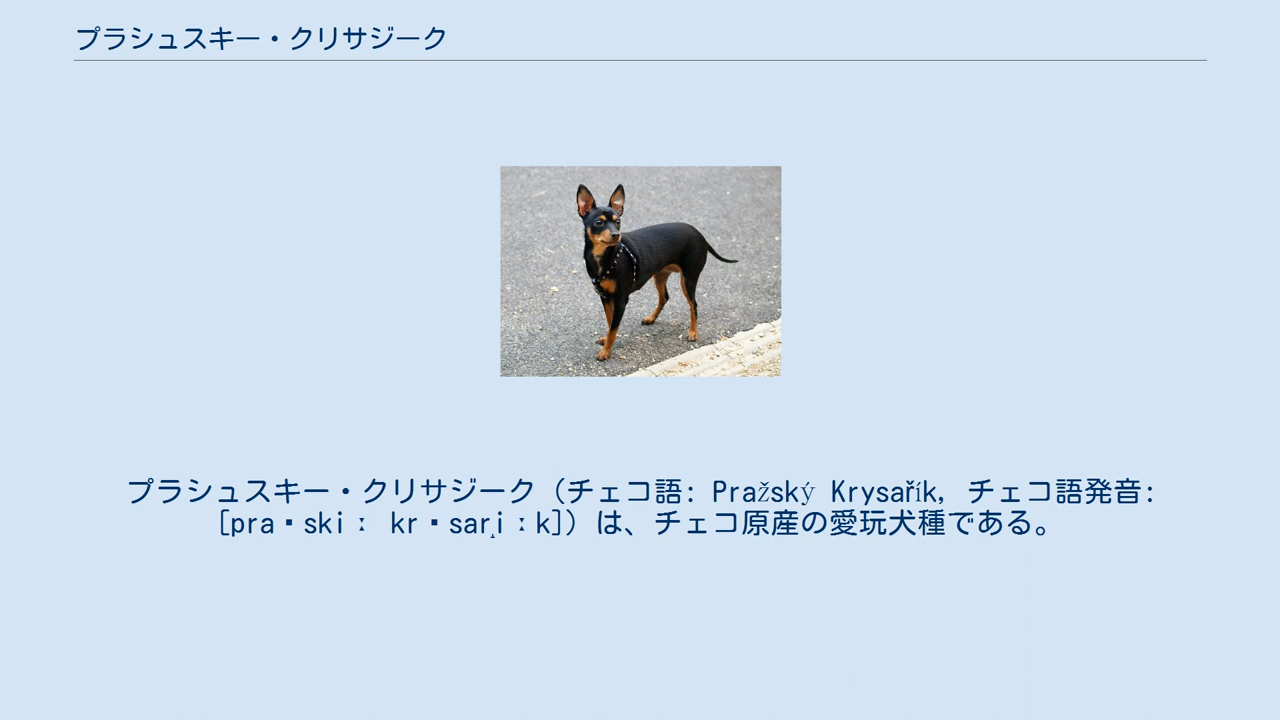 プラシュスキー・クリサジーク
プラシュスキー・クリサジーク（チェコ語: Pražský Krysařík, チェコ語発音:
[pra▪skiː kr▪sar̝iːk]）は、チェコ原産の愛玩犬種である。